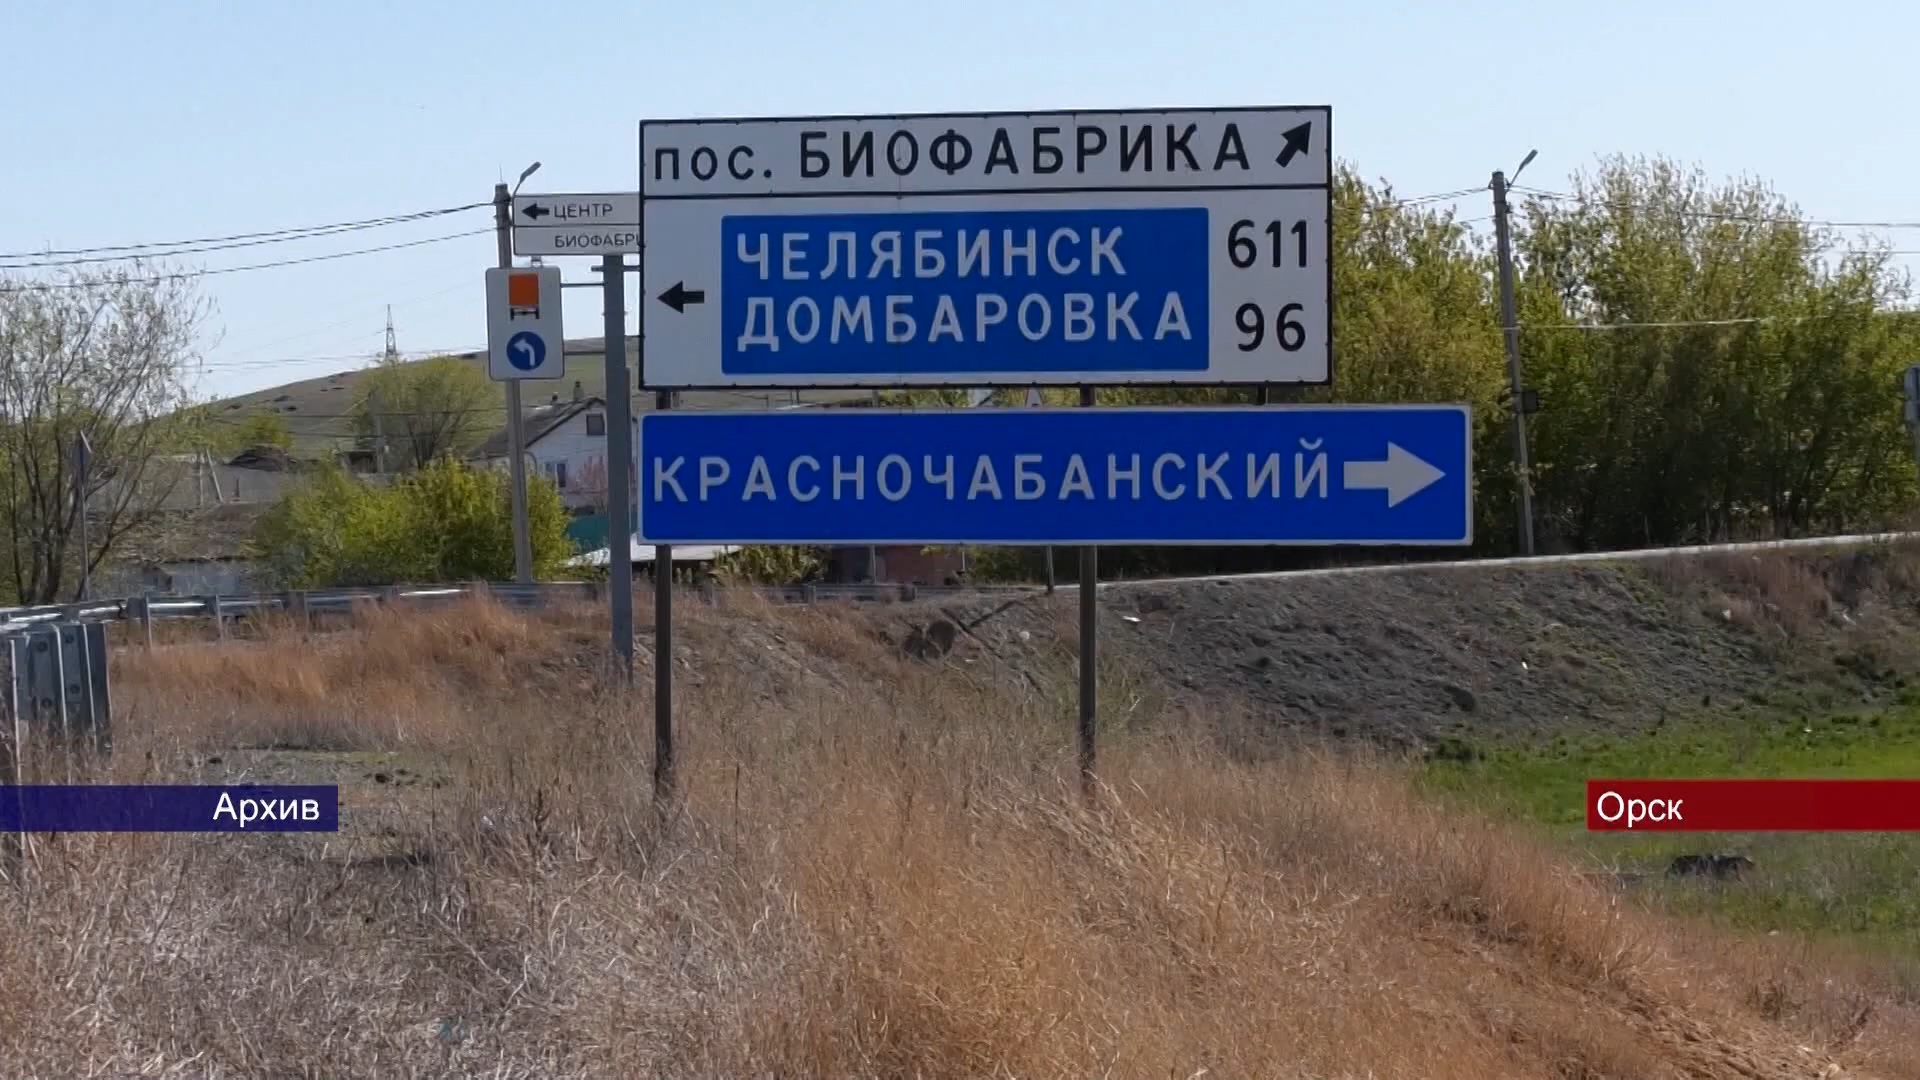 пос. БИОФАБРИКА
ЦЕНТР
ЧЕЛЯБИНСК 611
ДОМБАРОВКА 96
КРАСНОЧАБАНСКИЙ
Архив
Орск